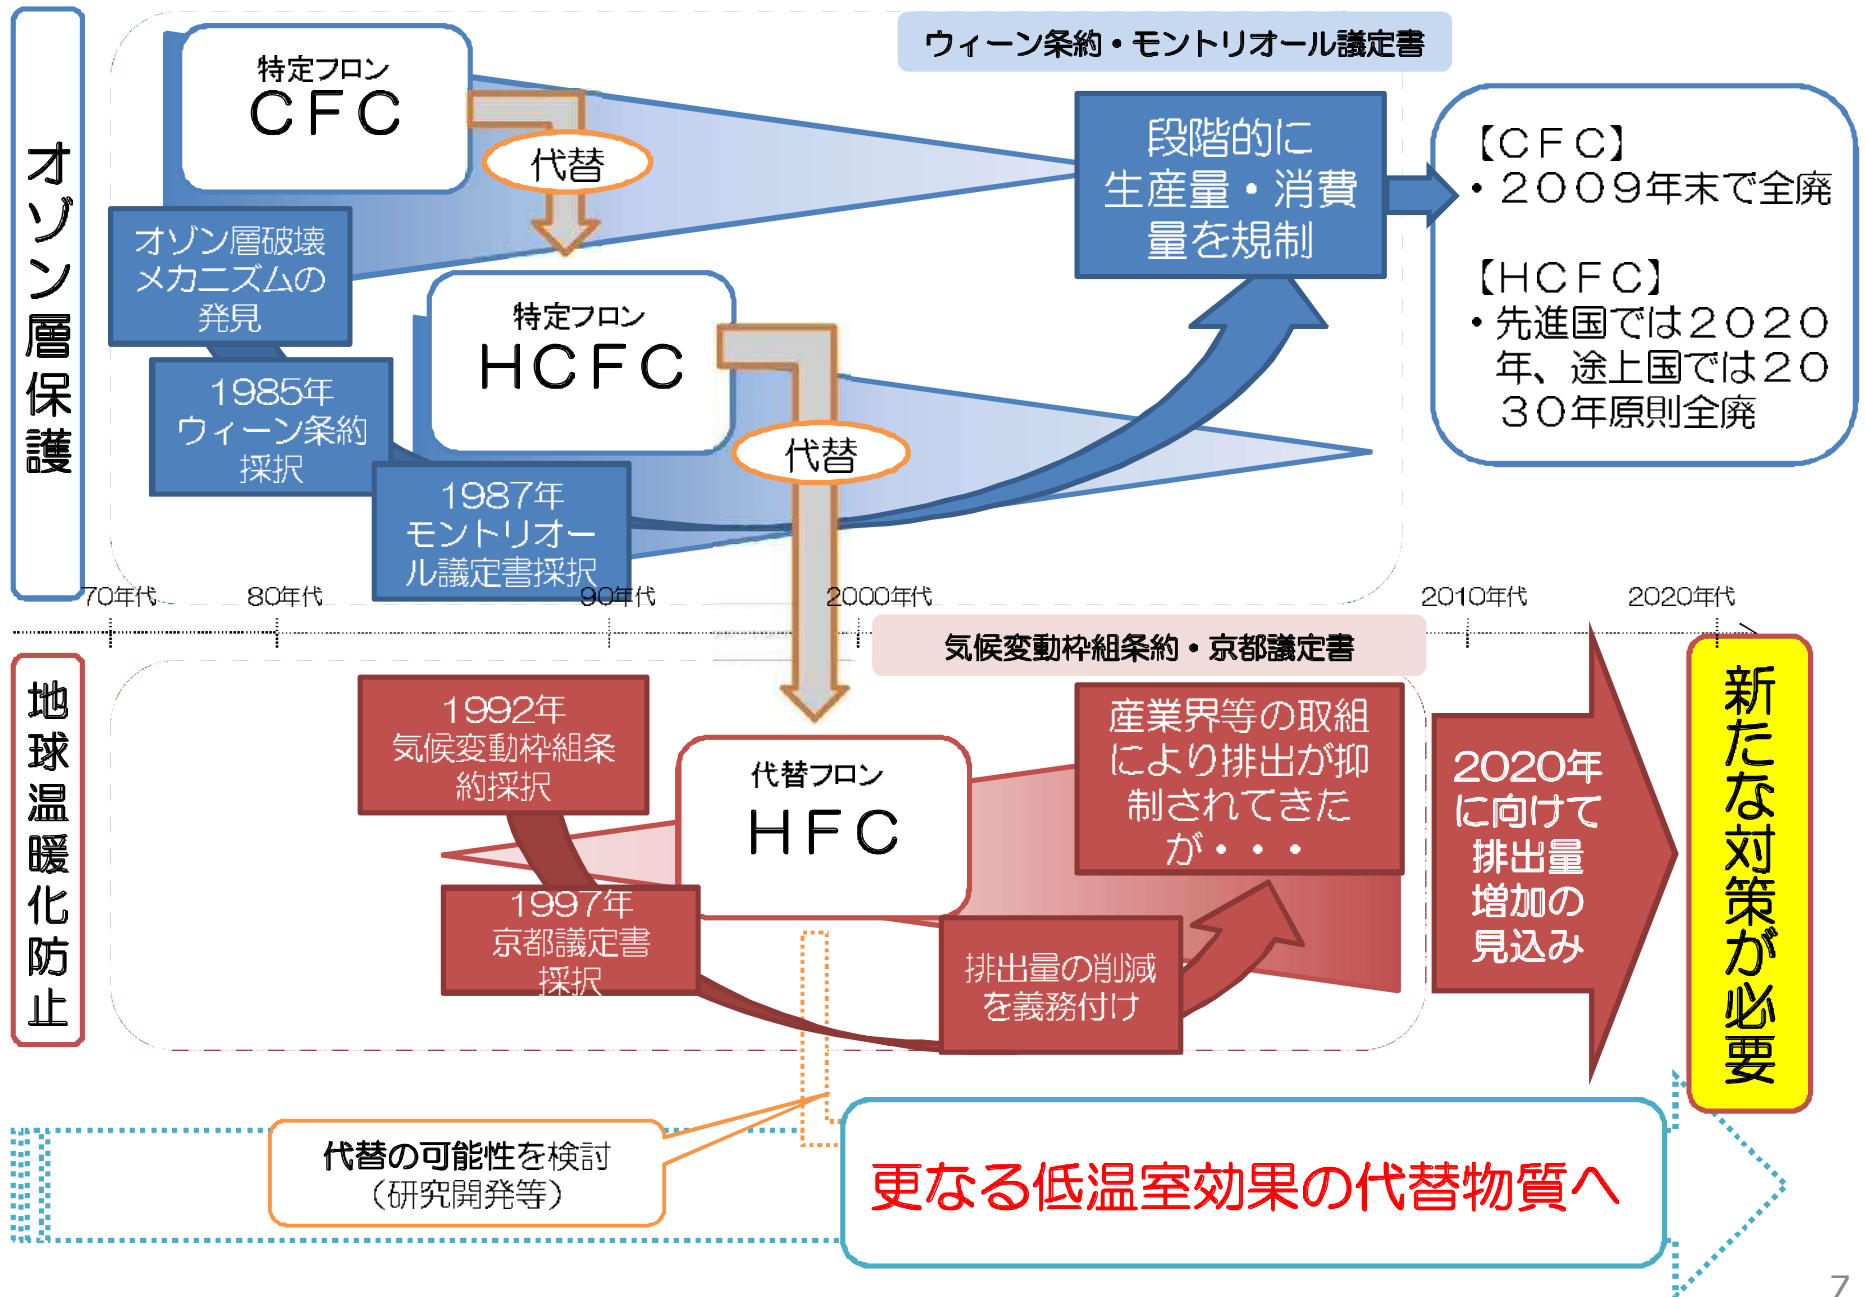 オゾン層保護
ウィーン条約・モントリオール議定書
特定フロン
ＣＦＣ
代替
オゾン層破壊
メカニズムの
発見
1985年
ウィーン条約
採択
1987年
モントリオー
ル議定書採択
特定フロン
ＨＣＦＣ
代替
段階的に
生産量・消費
量を規制
【ＣＦＣ】
・２００９年末で全廃
【ＨＣＦＣ】
・先進国では２０２０
年、途上国では２０
３０年原則全廃
70年代
80年代
90年代
2000年代
2010年代
2020年代
地球温暖化防止
気候変動枠組条約・京都議定書
1992年
気候変動枠組条
約採択
1997年
京都議定書
採択
代替フロン
ＨＦＣ
排出量の削減
を義務付け
産業界等の取組
により排出が抑
制されてきた
が・・・
2020年
に向けて
排出量
増加の
見込み
新たな対策が必要
代替の可能性を検討
（研究開発等）
更なる低温室効果の代替物質へ
7